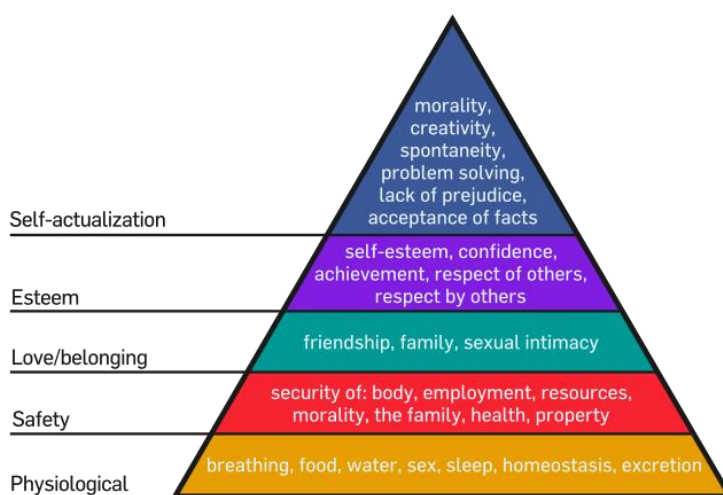 morality,
creativity,
spontaneity,
problem solving,
lack of prejudice,
acceptance of facts
Self-actualization
self-esteem, confidence,
achievement, respect of others,
respect by others
Esteem
friendship, family, sexual intimacy
Love/belonging
security of: body, employment, resources,
morality, the family, health, property
Safety
breathing, food, water, sex, sleep, homeostasis, excretion
Physiological